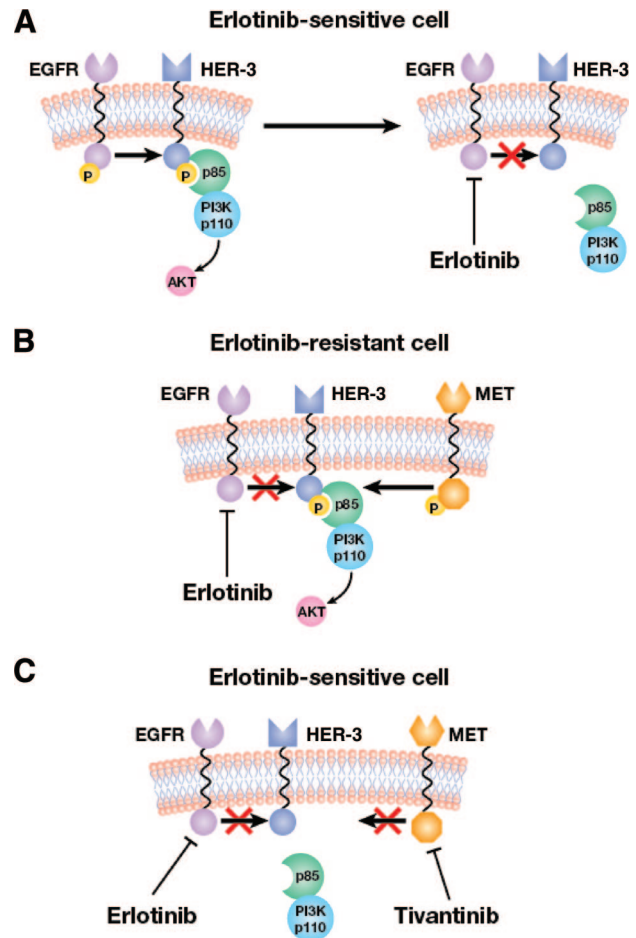 A
Erlotinib-sensitive cell
EGFR
HER-3
EGFR
HER-3
P
P
p85
PI3K
p110
AKT
p85
PI3K
p110
Erlotinib
B
Erlotinib-resistant cell
EGFR
HER-3
MET
P
p85
P
PI3K
p110
Erlotinib
AKT
C
Erlotinib-sensitive cell
EGFR
HER-3
MET
p85
PI3K
p110
Erlotinib
Tivantinib